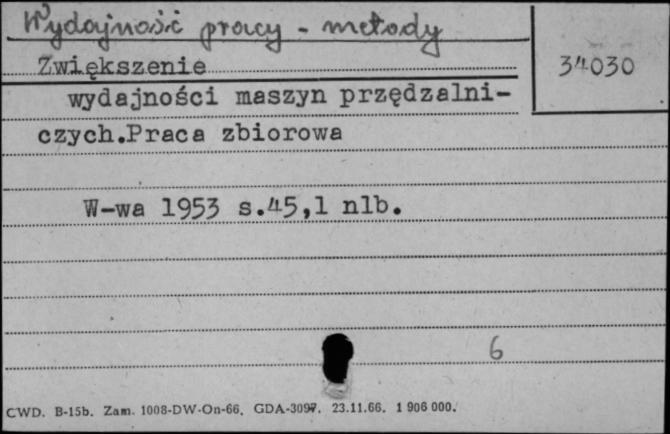 Wydajność pracy - metody
34030
Zwiększenie
wydajności maszyn przędzalni-
czych.Praca zbiorowa
W-wa 1953 s.45,1 nlb.
6
CWD. B-15b. Zam. 1008-DW-On-66. GDA-3097. 23.11.66. 1 906 000.